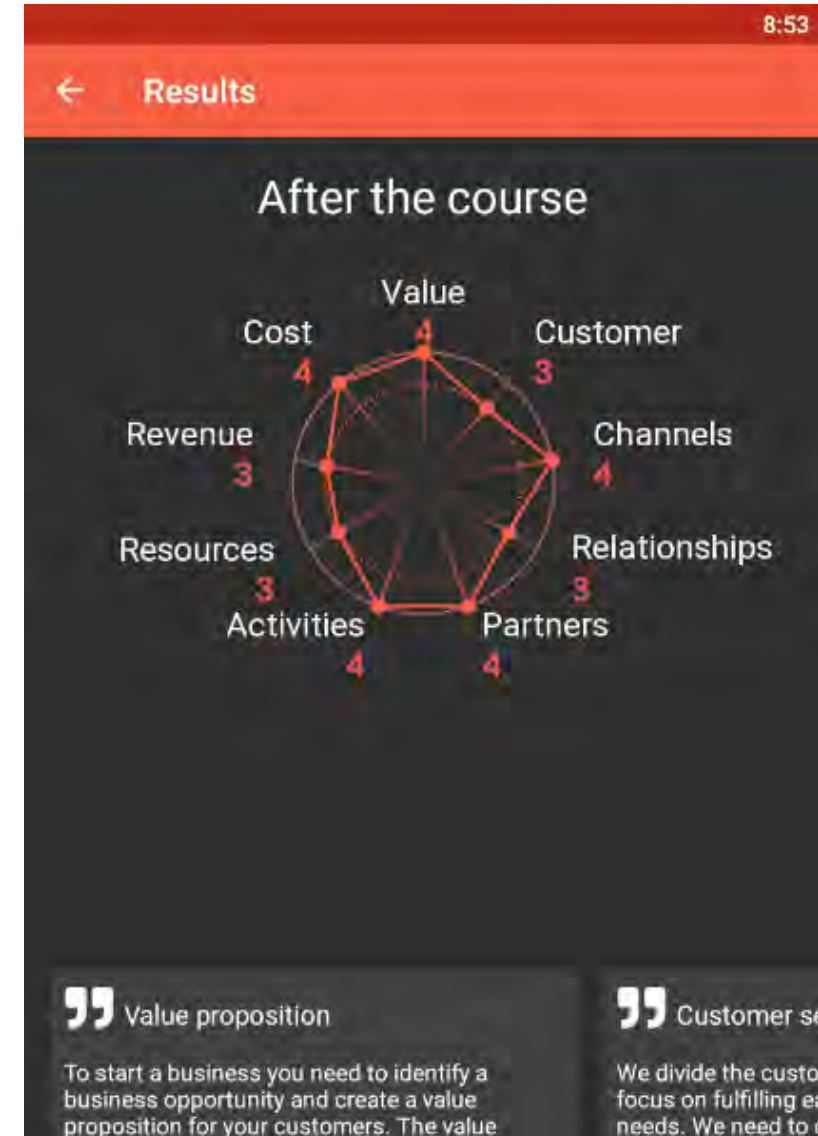 8:53
Results
After the course
Value
4
Cost
4
Customer
3
Revenue
3
Channels
4
Resources
3
Relationships
3
Activities
4
Partners
4
Value proposition
To start a business you need to identify a
business opportunity and create a value
proposition for your customers. The value
Customer se
We divide the custo
focus on fulfilling ea
needs. We need to